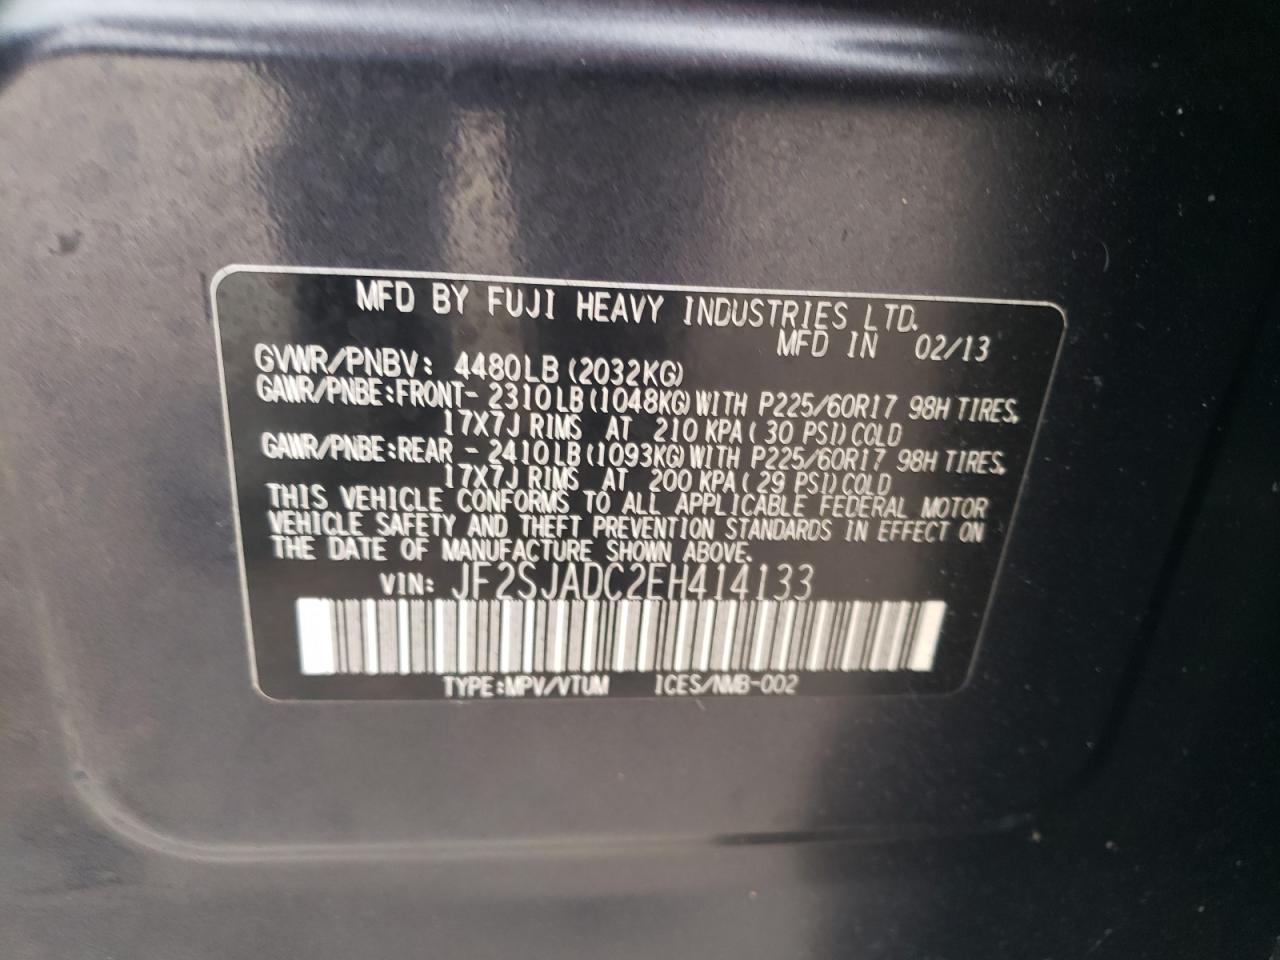 MFD BY FUJI HEAVY INDUSTRIES LTD.
MFD IN 02/13
GVWR/PNBV: 4480LB (2032KG)
GAWR/PNBE:FRONT- 2310LB(1048KG)WITH P225/60R17 98H TIRES,
17X7J RIMS AT 210 KPA( 30 PSI)COLD
GAWR/PNBE:REAR - 2410LB(1093KG)WITH P225/60R17 98H TIRES,
17X7J RIMS AT 200 KPA(29 PSI)COLD
THIS VEHICLE CONFORMS TO ALL APPLICABLE FEDERAL MOTOR
VEHICLE SAFETY AND THEFT PREVENTION STANDARDS IN EFFECT ON
THE DATE OF MANUFACTURE SHOWN ABOVE.
VIN: JF2SJADC2EH414133
TYPE:MPV/VTUM ICES/NMB-002